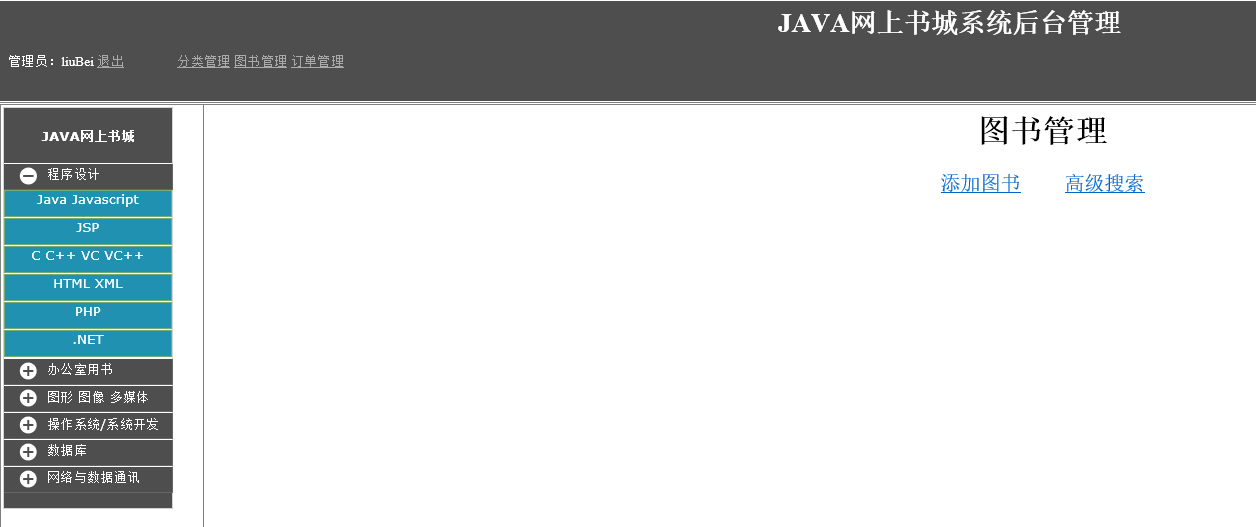 JAVA网上书城系统后台管理
管理员：liuBei 退出 分类管理 图书管理 订单管理
JAVA网上书城
程序设计
Java Javascript
JSP
C C++ VC VC++
HTML XML
PHP
.NET
办公室用书
图形 图像 多媒体
操作系统/系统开发
数据库
网络与数据通讯
图书管理
添加图书 高级搜索